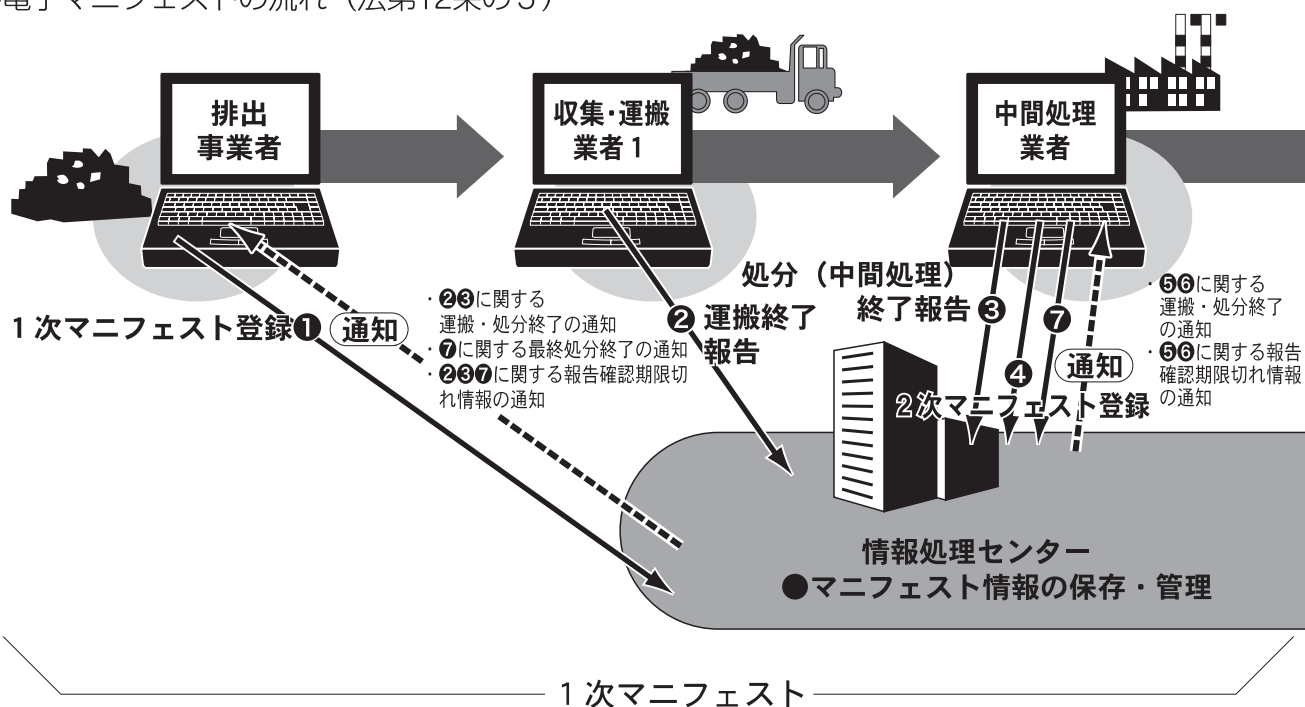 電子マニフェストの流れ（法第12条の5）
排出
事業者
収集・運搬
業者1
中間処理
業者
1次マニフェスト登録❶
通知
・❷❸に関する
運搬・処分終了の通知
・❼に関する最終処分終了の通知
・❷❸❼に関する報告確認期限切
れ情報の通知
❷運搬終了
報告
処分（中間処理）
終了報告❸
❹
❼
2次マニフェスト登録
通知
・❺❻に関する
運搬・処分終了
の通知
・❺❻に関する報告
確認期限切れ情報
の通知
情報処理センター
●マニフェスト情報の保存・管理
1次マニフェスト